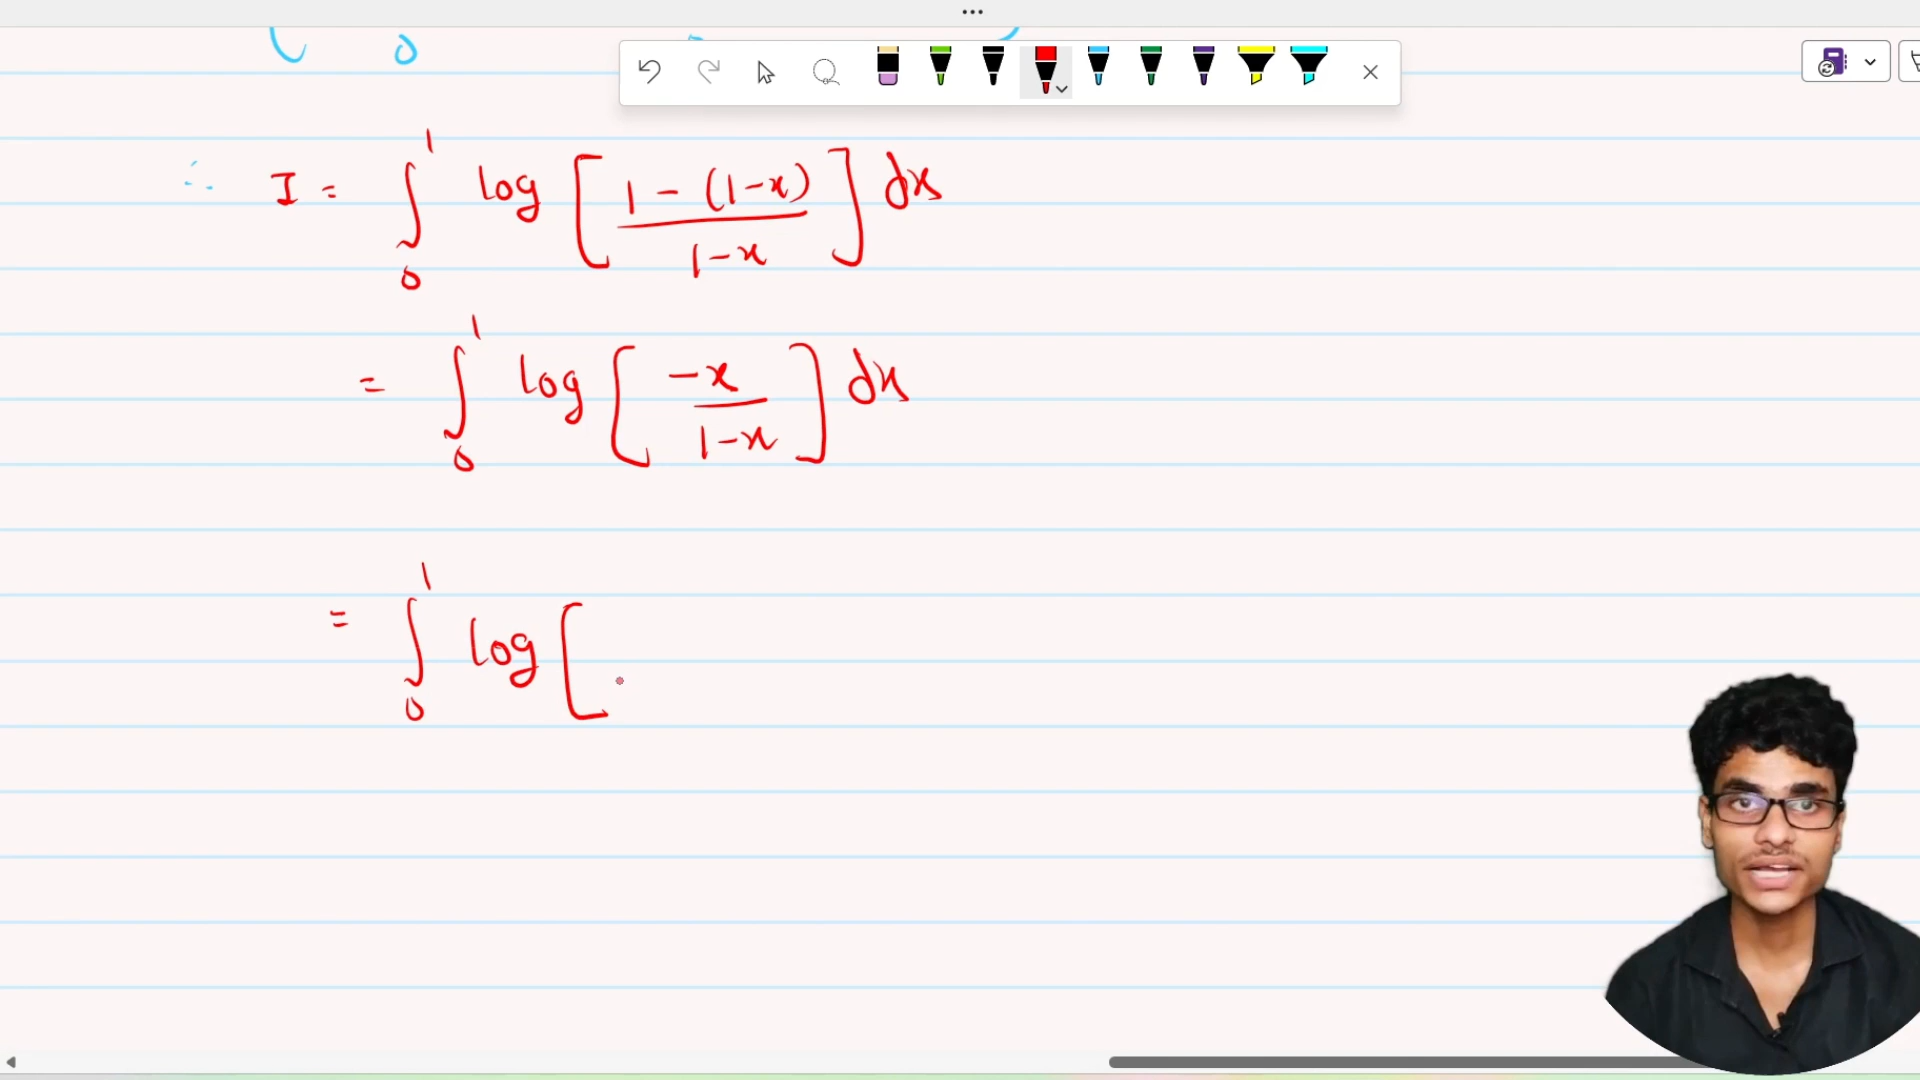 ∴ I = ∫₀¹ log [ (1 - (1-x)) / (1-x) ] dx
= ∫₀¹ log [ -x / (1-x) ] dx
= ∫₀¹ log [